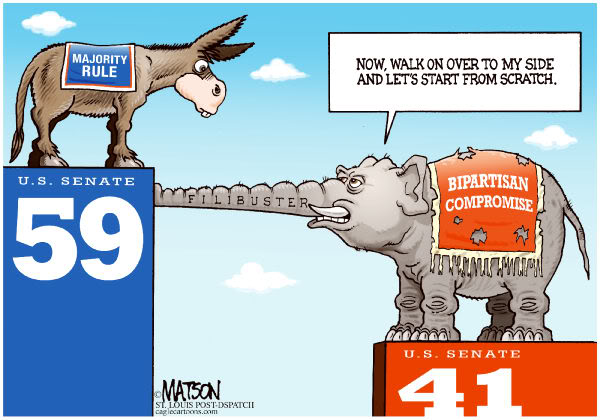 MAJORITY
RULE
NOW, WALK ON OVER TO MY SIDE
AND LET'S START FROM SCRATCH.
U.S. SENATE
59
FILIBUSTER
BIPARTISAN
COMPROMISE
U.S. SENATE
41
© MATSON
ST. LOUIS POST-DSPATCH
caglecartoons.com